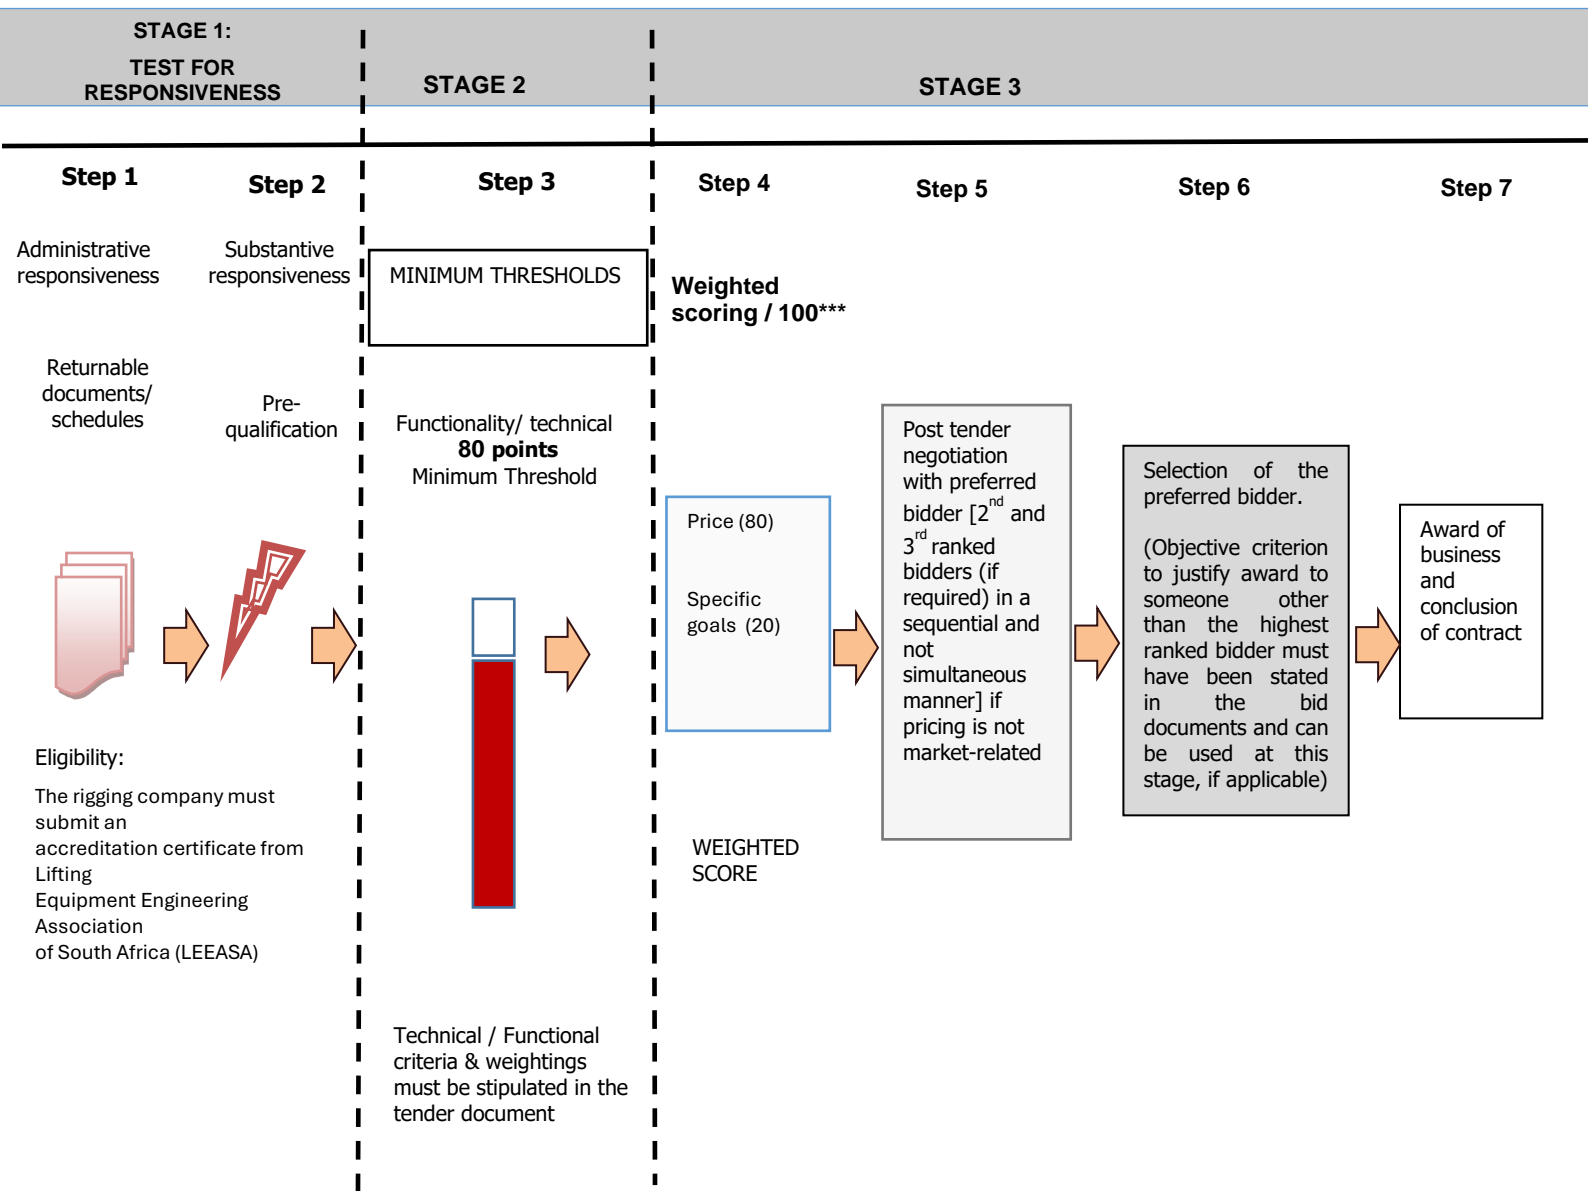 STAGE 1:
TEST FOR
RESPONSIVENESS
STAGE 2
STAGE 3
Step 1
Step 2
Step 3
Step 4
Step 5
Step 6
Step 7
Administrative
responsiveness
Substantive
responsiveness
MINIMUM THRESHOLDS
Weighted
scoring / 100***
Returnable
documents/
schedules
Pre-
qualification
Functionality/ technical
80 points
Minimum Threshold
Price (80)
Specific
goals (20)
Post tender
negotiation
with preferred
bidder [2nd and
3rd ranked
bidders (if
required) in a
sequential and
not
simultaneous
manner] if
pricing is not
market-related
Selection of the
preferred bidder.
(Objective criterion
to justify award to
someone other
than the highest
ranked bidder must
have been stated
in the bid
documents and can
be used at this
stage, if applicable)
Award of
business
and
conclusion
of contract
Eligibility:
The rigging company must
submit an
accreditation certificate from
Lifting
Equipment Engineering
Association
of South Africa (LEEASA)
WEIGHTED
SCORE
Technical / Functional
criteria & weightings
must be stipulated in the
tender document